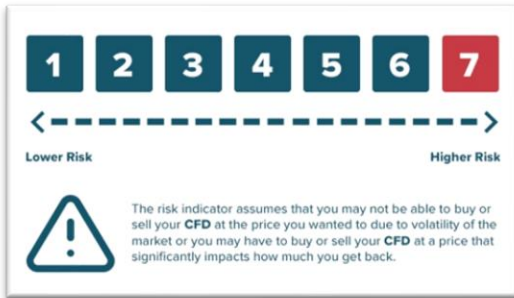 1 2 3 4 5 6 7
Lower Risk Higher Risk
The risk indicator assumes that you may not be able to buy or
sell your CFD at the price you wanted to due to volatility of the
market or you may have to buy or sell your CFD at a price that
significantly impacts how much you get back.